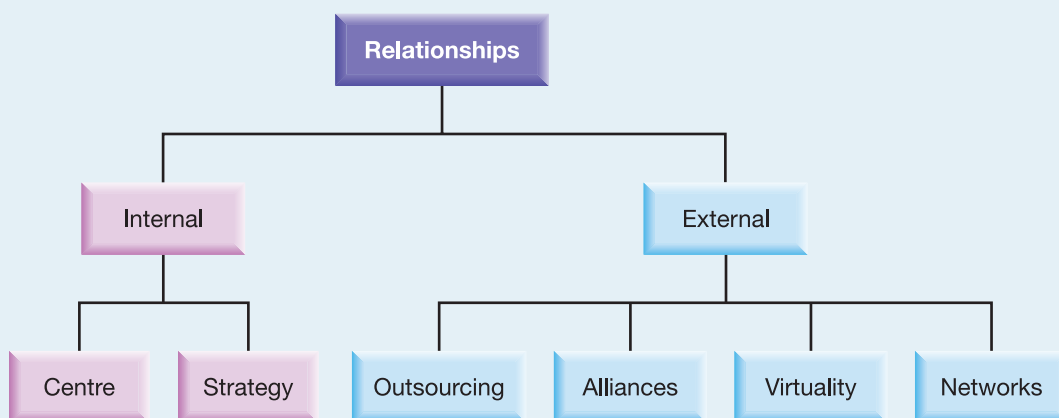 Relationships
Internal
External
Centre
Strategy
Outsourcing
Alliances
Virtuality
Networks